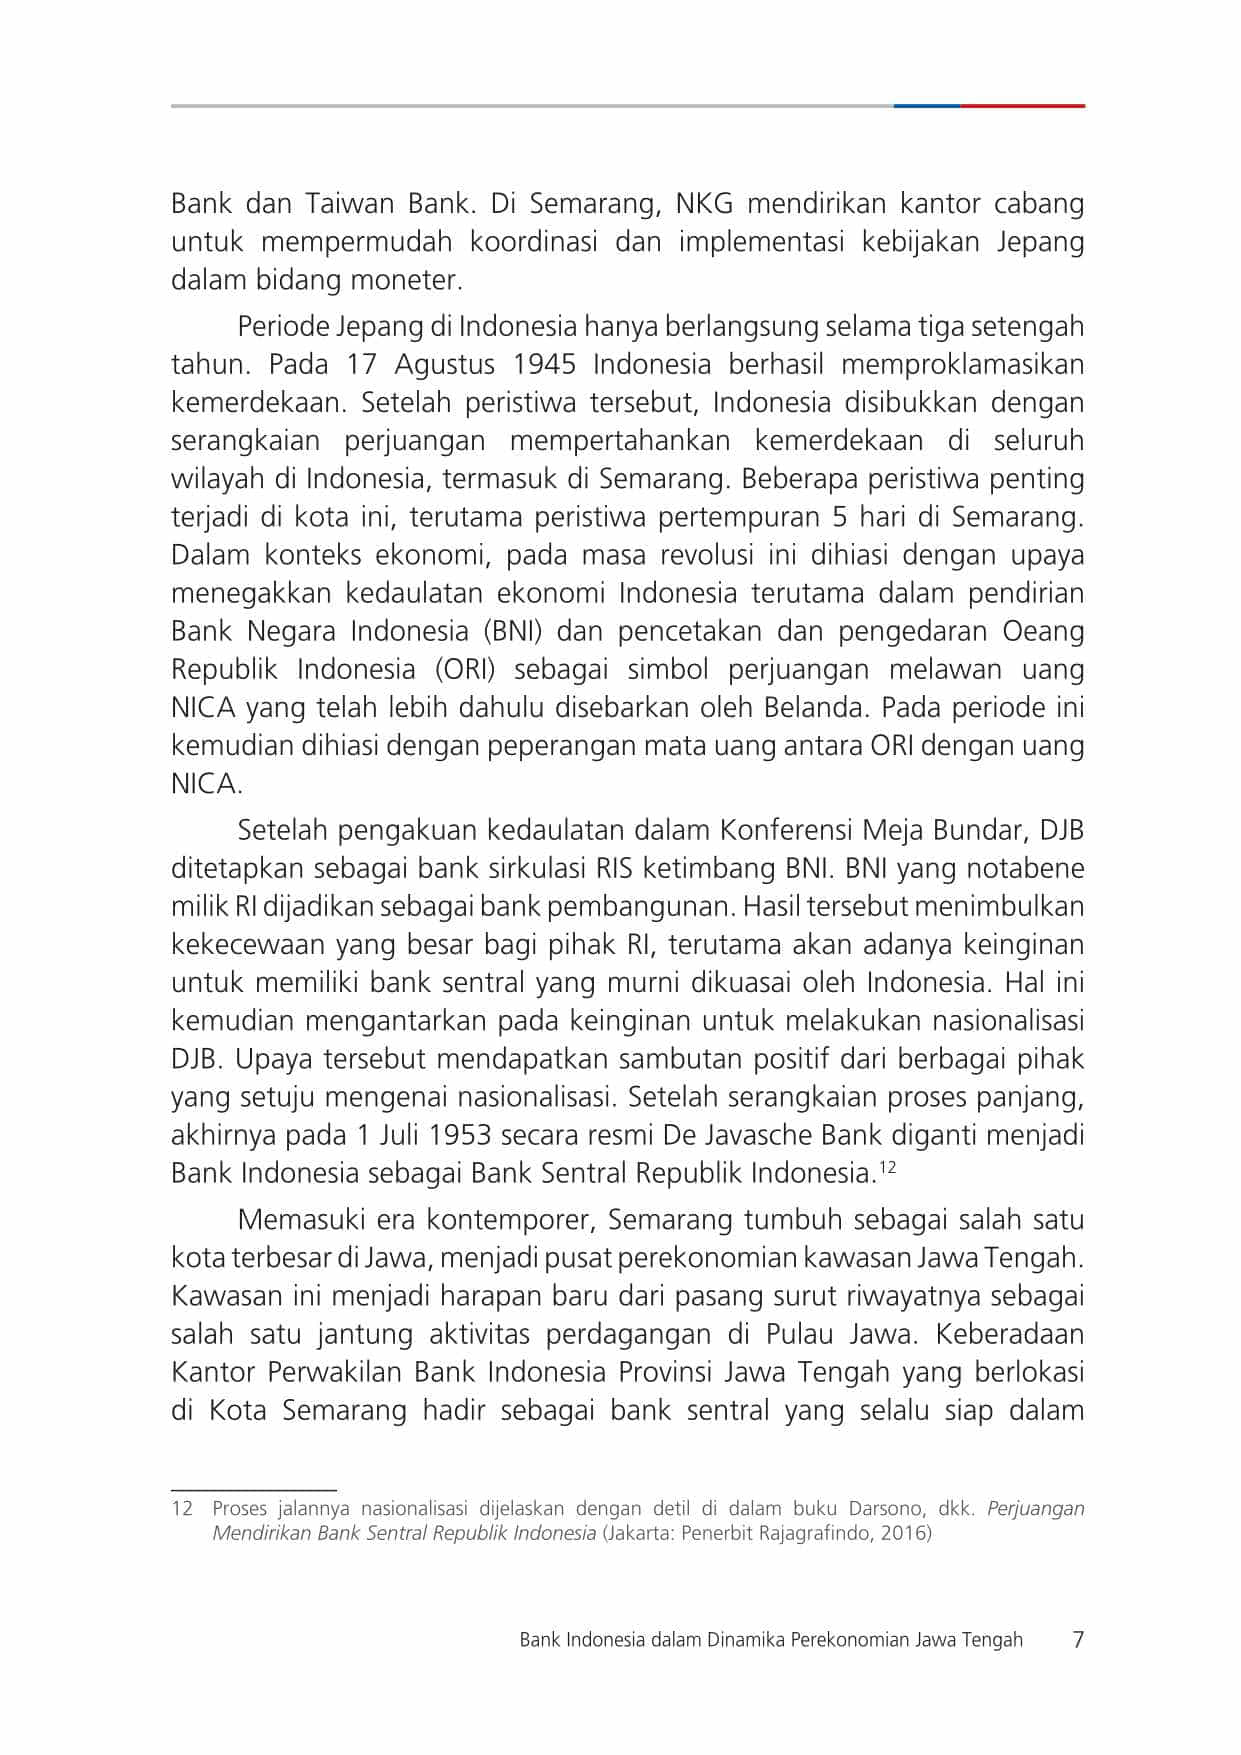 Bank dan Taiwan Bank. Di Semarang, NKG mendirikan kantor cabang
untuk mempermudah koordinasi dan implementasi kebijakan Jepang
dalam bidang moneter.
Periode Jepang di Indonesia hanya berlangsung selama tiga setengah
tahun. Pada 17 Agustus 1945 Indonesia berhasil memproklamasikan
kemerdekaan. Setelah peristiwa tersebut, Indonesia disibukkan dengan
serangkaian perjuangan mempertahankan kemerdekaan di seluruh
wilayah di Indonesia, termasuk di Semarang. Beberapa peristiwa penting
terjadi di kota ini, terutama peristiwa pertempuran 5 hari di Semarang.
Dalam konteks ekonomi, pada masa revolusi ini dihiasi dengan upaya
menegakkan kedaulatan ekonomi Indonesia terutama dalam pendirian
Bank Negara Indonesia (BNI) dan pencetakan dan pengedaran Oeang
Republik Indonesia (ORI) sebagai simbol perjuangan melawan uang
NICA yang telah lebih dahulu disebarkan oleh Belanda. Pada periode ini
kemudian dihiasi dengan peperangan mata uang antara ORI dengan uang
NICA.
Setelah pengakuan kedaulatan dalam Konferensi Meja Bundar, DJB
ditetapkan sebagai bank sirkulasi RIS ketimbang BNI. BNI yang notabene
milik RI dijadikan sebagai bank pembangunan. Hasil tersebut menimbulkan
kekecewaan yang besar bagi pihak RI, terutama akan adanya keinginan
untuk memiliki bank sentral yang murni dikuasai oleh Indonesia. Hal ini
kemudian mengantarkan pada keinginan untuk melakukan nasionalisasi
DJB. Upaya tersebut mendapatkan sambutan positif dari berbagai pihak
yang setuju mengenai nasionalisasi. Setelah serangkaian proses panjang,
akhirnya pada 1 Juli 1953 secara resmi De Javasche Bank diganti menjadi
Bank Indonesia sebagai Bank Sentral Republik Indonesia.12
Memasuki era kontemporer, Semarang tumbuh sebagai salah satu
kota terbesar di Jawa, menjadi pusat perekonomian kawasan Jawa Tengah.
Kawasan ini menjadi harapan baru dari pasang surut riwayatnya sebagai
salah satu jantung aktivitas perdagangan di Pulau Jawa. Keberadaan
Kantor Perwakilan Bank Indonesia Provinsi Jawa Tengah yang berlokasi
di Kota Semarang hadir sebagai bank sentral yang selalu siap dalam
12 Proses jalannya nasionalisasi dijelaskan dengan detil di dalam buku Darsono, dkk. Perjuangan
Mendirikan Bank Sentral Republik Indonesia (Jakarta: Penerbit Rajagrafindo, 2016)
Bank Indonesia dalam Dinamika Perekonomian Jawa Tengah 7